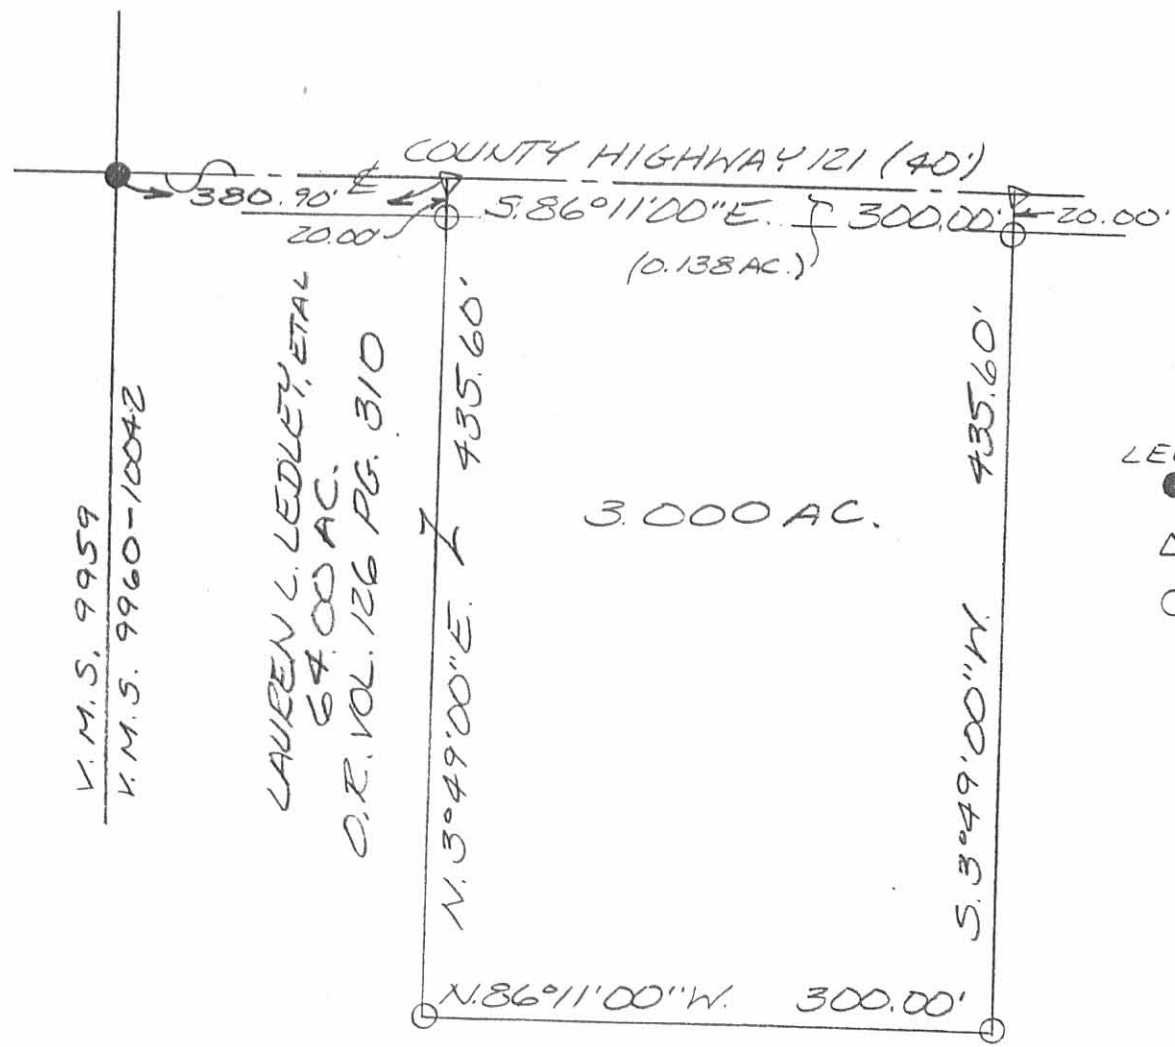 COUNTY HIGHWAY 121 (40')
380.90' ℄
S.86°11'00"E. 300.00'
20.00'
20.00'
(0.138 AC.)
V.M.S. 9959
V.M.S. 9960-10042
LAUREN L. LEDLEY, ETAL
64.00 AC.
O.R. VOL. 126 PG. 310
N.3°49'00"E. 435.60'
3.000 AC.
S.3°49'00"W. 435.60'
N.86°11'00"W. 300.00'